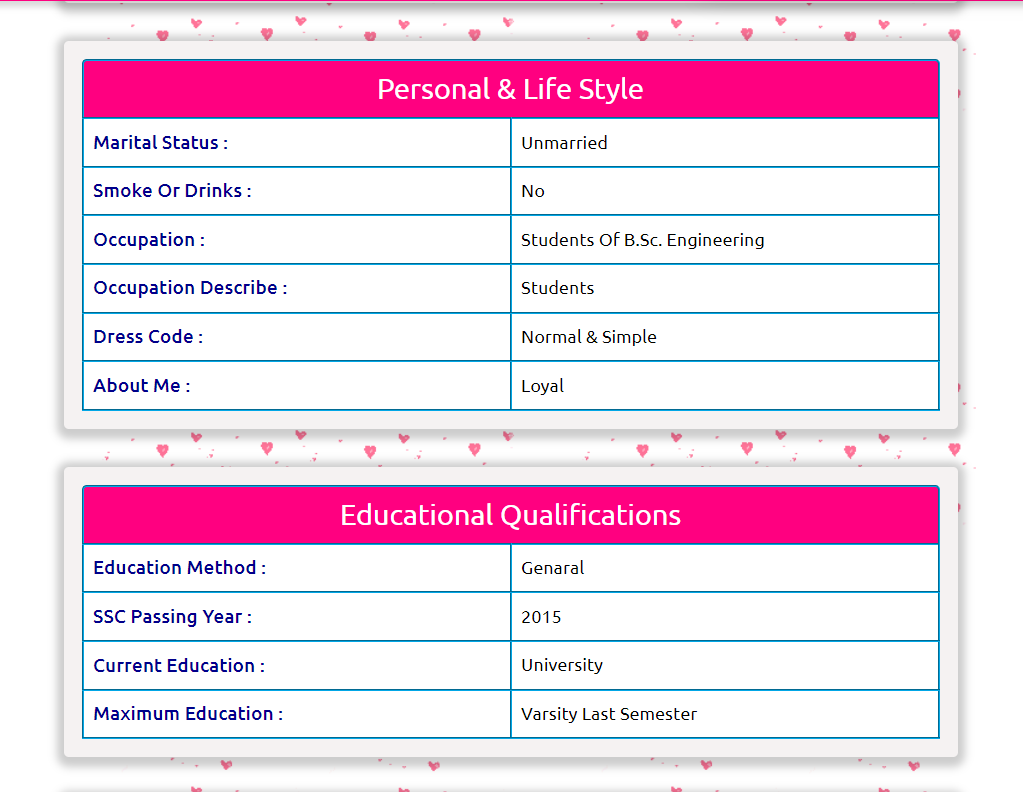 Personal & Life Style
Marital Status : Unmarried
Smoke Or Drinks : No
Occupation : Students Of B.Sc. Engineering
Occupation Describe : Students
Dress Code : Normal & Simple
About Me : Loyal
Educational Qualifications
Education Method : Genaral
SSC Passing Year : 2015
Current Education : University
Maximum Education : Varsity Last Semester